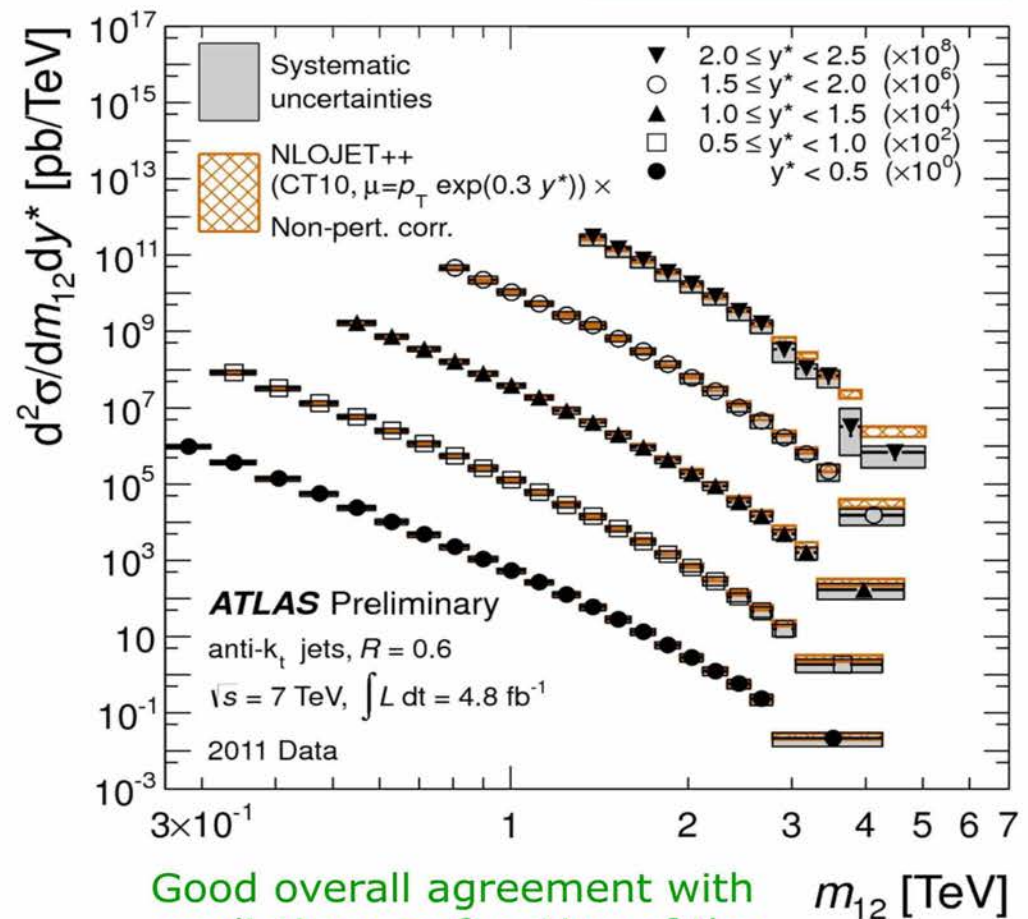 10^17
10^15
10^13
10^11
10^9
10^7
10^5
10^3
10
10^-1
10^-3
d²σ/dm₁₂dy* [pb/TeV]
Systematic
uncertainties
NLOJET++
(CT10, μ=p_T exp(0.3 y*)) ×
Non-pert. corr.
2.0 ≤ y* < 2.5 (×10^8)
1.5 ≤ y* < 2.0 (×10^6)
1.0 ≤ y* < 1.5 (×10^4)
0.5 ≤ y* < 1.0 (×10^2)
y* < 0.5 (×10^0)
ATLAS Preliminary
anti-k_t jets, R = 0.6
√s = 7 TeV, ∫L dt = 4.8 fb^-1
2011 Data
3×10^-1 1 2 3 4 5 6 7
m₁₂ [TeV]
Good overall agreement with